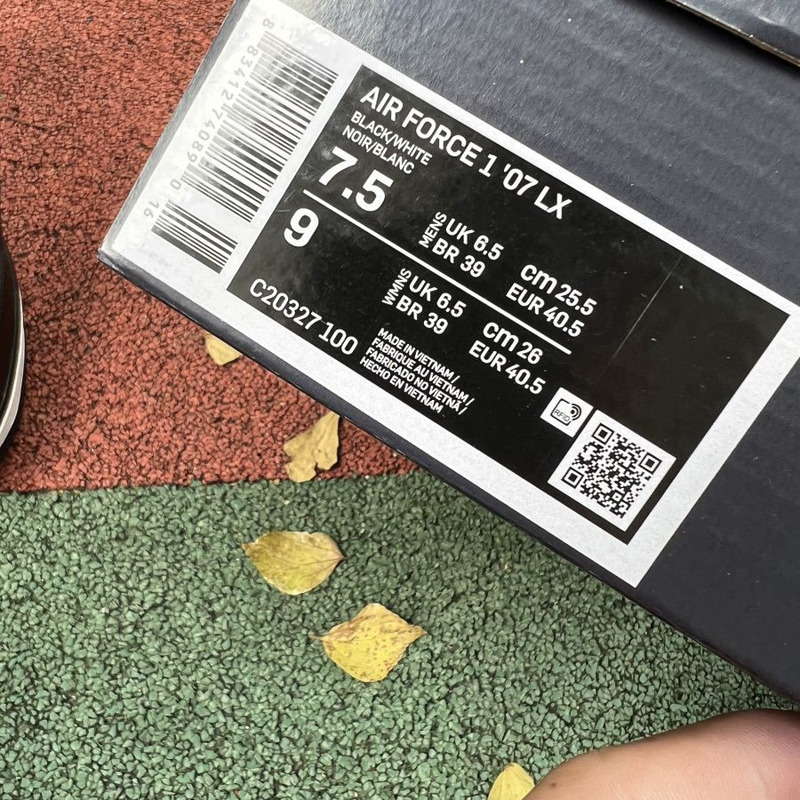 AIR FORCE 1 '07 LX
BLACK/WHITE
NOIR/BLANC
7.5
MENS
UK 6.5
BR 39
cm 25.5
EUR 40.5
9
WMNS
UK 6.5
BR 39
cm 26
EUR 40.5
C20327 100
MADE IN VIETNAM /
FABRIQUE AU VIETNAM /
FABRICADO NO VIETNÃ /
HECHO EN VIETNAM
RFID